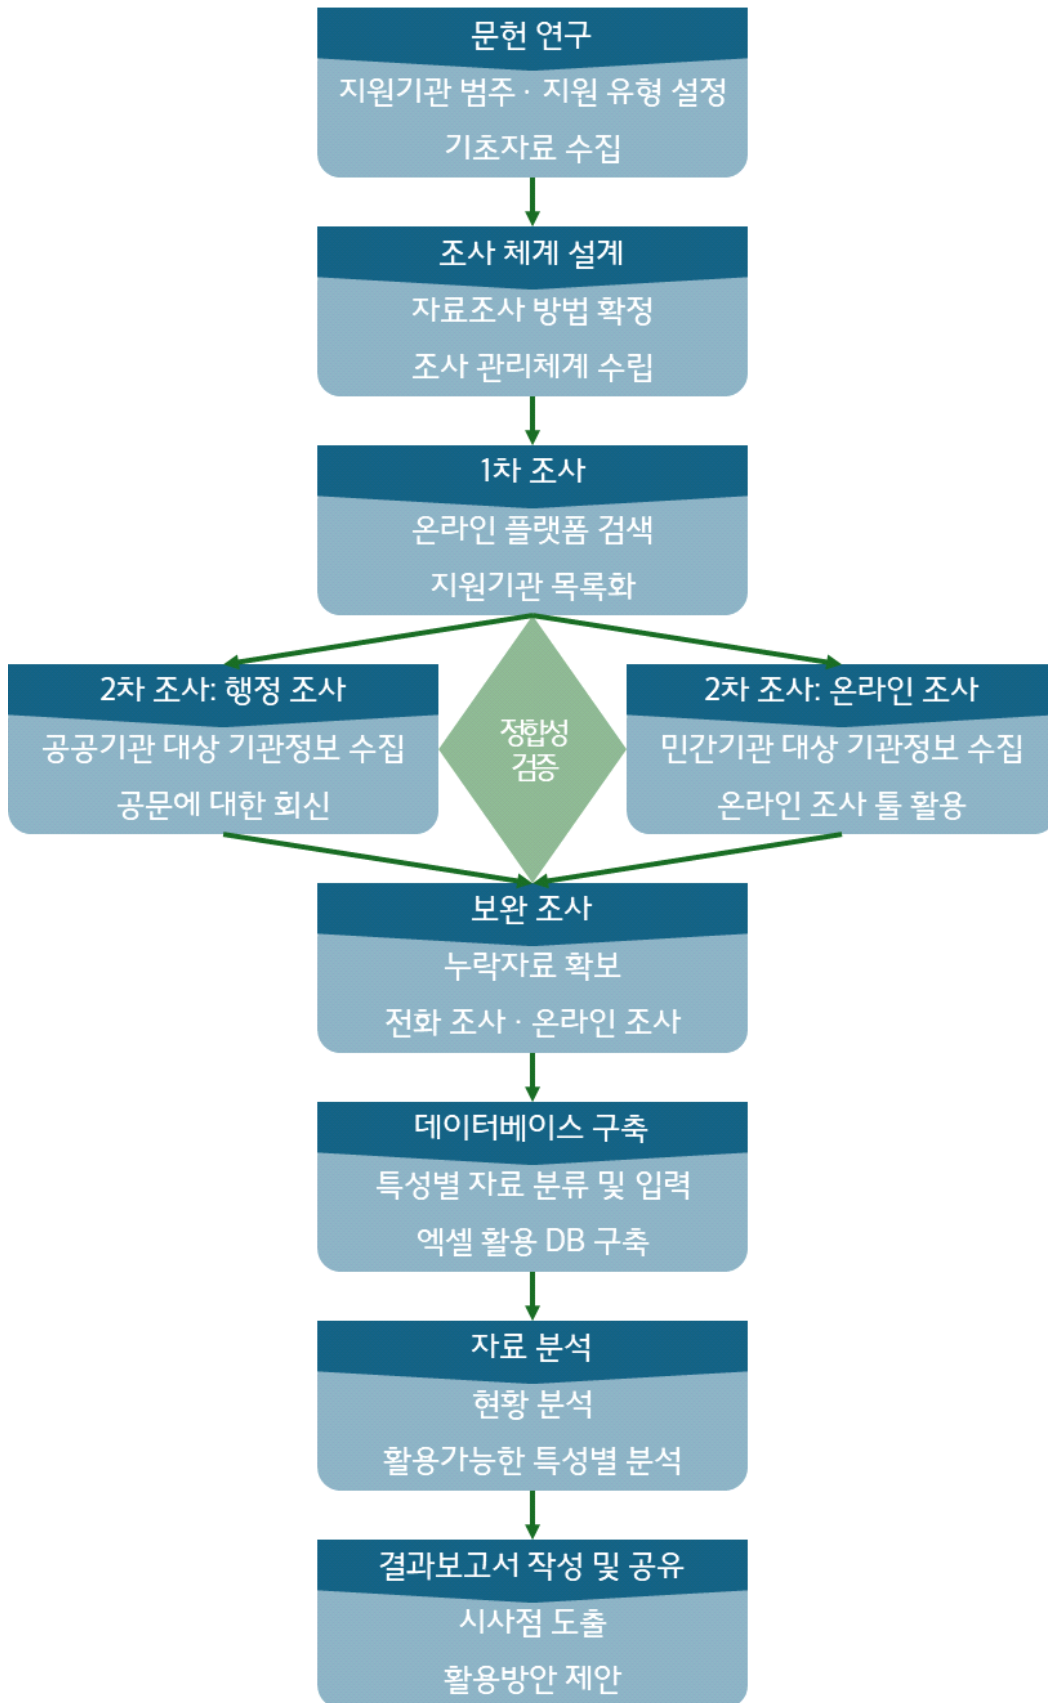 문헌 연구
지원기관 범주 · 지원 유형 설정
기초자료 수집
조사 체계 설계
자료조사 방법 확정
조사 관리체계 수립
1차 조사
온라인 플랫폼 검색
지원기관 목록화
2차 조사: 행정 조사
공공기관 대상 기관정보 수집
공문에 대한 회신
정합성
검증
2차 조사: 온라인 조사
민간기관 대상 기관정보 수집
온라인 조사 툴 활용
보완 조사
누락자료 확보
전화 조사 · 온라인 조사
데이터베이스 구축
특성별 자료 분류 및 입력
엑셀 활용 DB 구축
자료 분석
현황 분석
활용가능한 특성별 분석
결과보고서 작성 및 공유
시사점 도출
활용방안 제안